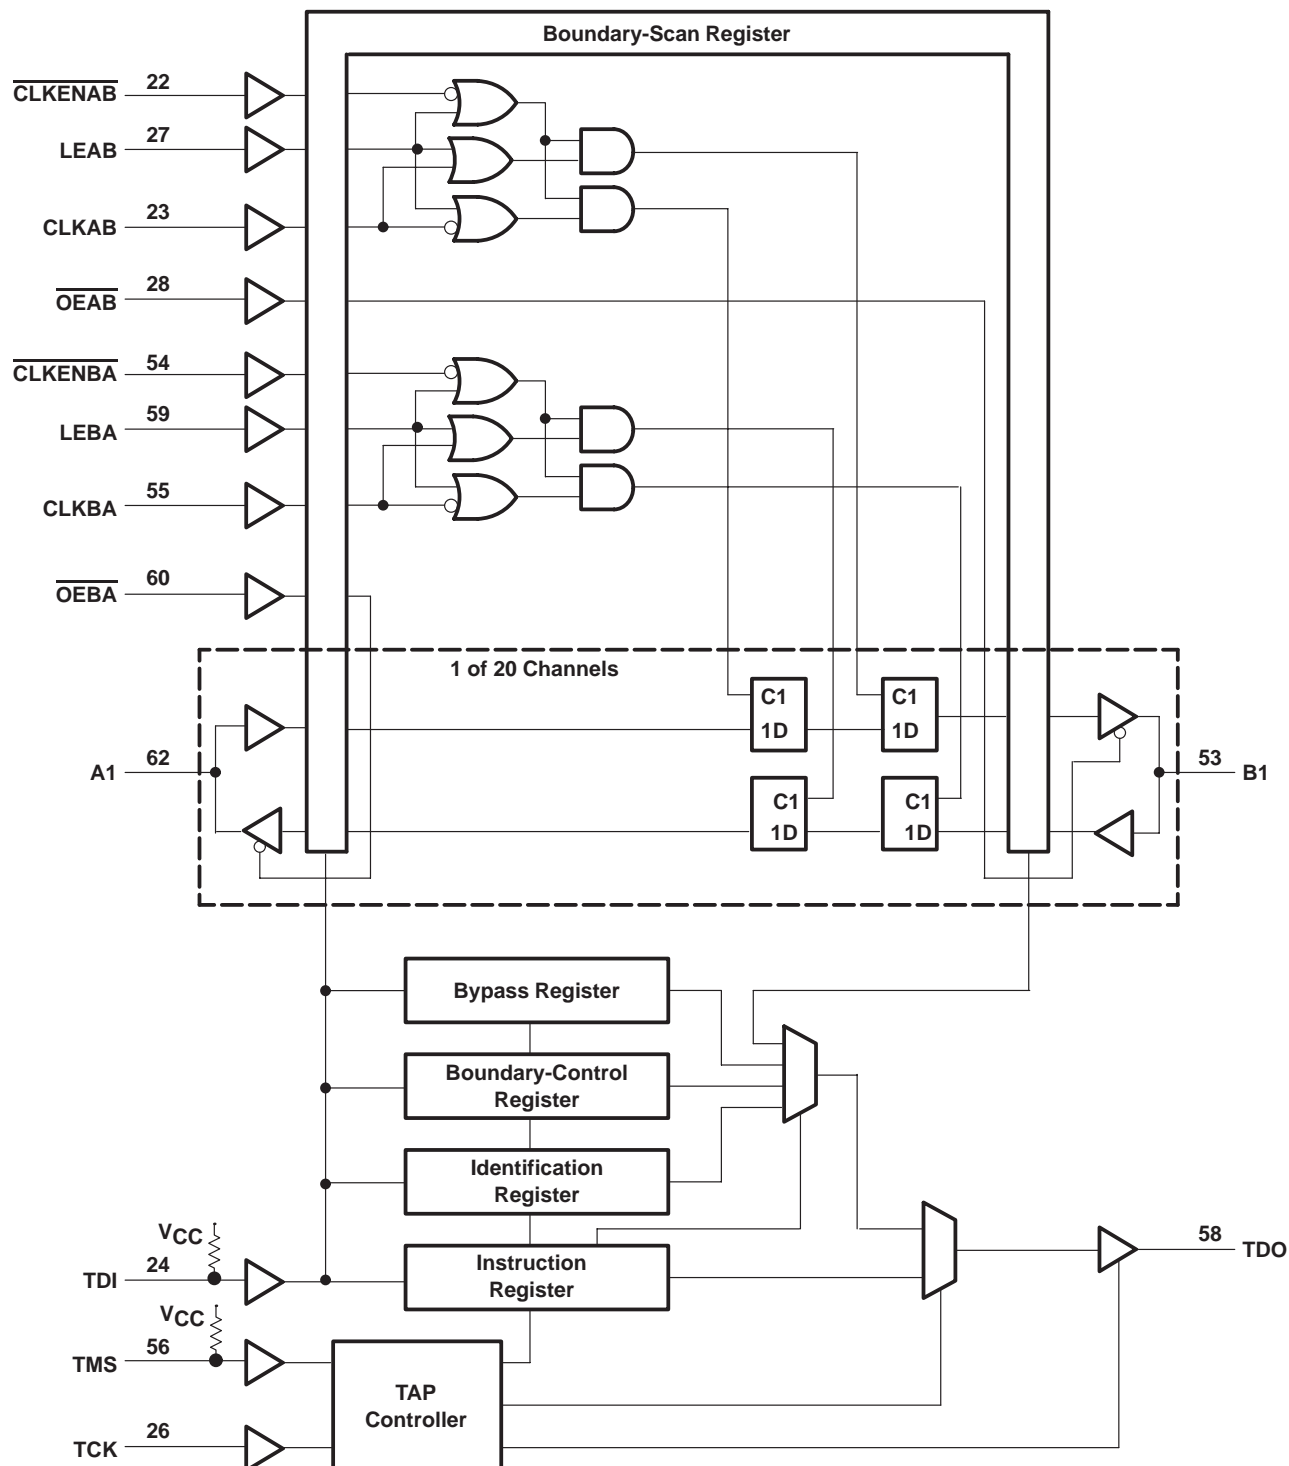 Boundary-Scan Register
CLKENAB 22
LEAB 27
CLKAB 23
OEAB 28
CLKENBA 54
LEBA 59
CLKBA 55
OEBA 60
1 of 20 Channels
C1
1D
C1
1D
A1 62
53 B1
C1
1D
C1
1D
Bypass Register
Boundary-Control
Register
Identification
Register
VCC
TDI 24
Instruction
Register
58 TDO
VCC
TMS 56
TAP
Controller
TCK 26